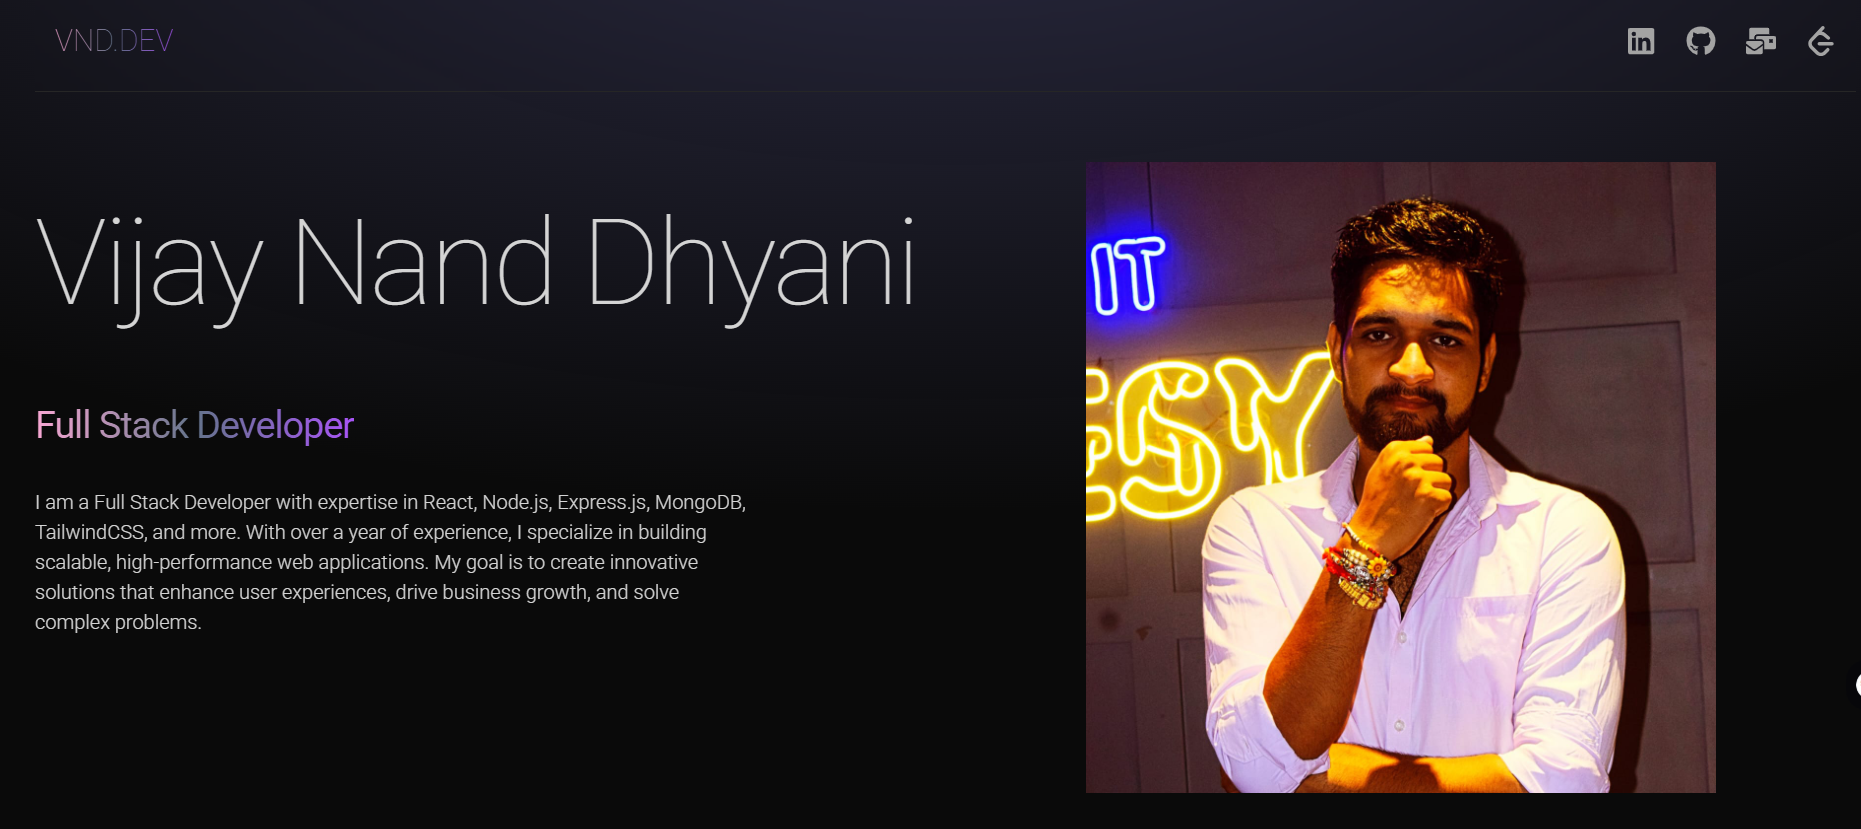 VND.DEV
Vijay Nand Dhyani
Full Stack Developer
I am a Full Stack Developer with expertise in React, Node.js, Express.js, MongoDB,
TailwindCSS, and more. With over a year of experience, I specialize in building
scalable, high-performance web applications. My goal is to create innovative
solutions that enhance user experiences, drive business growth, and solve
complex problems.
in
IT
ESY